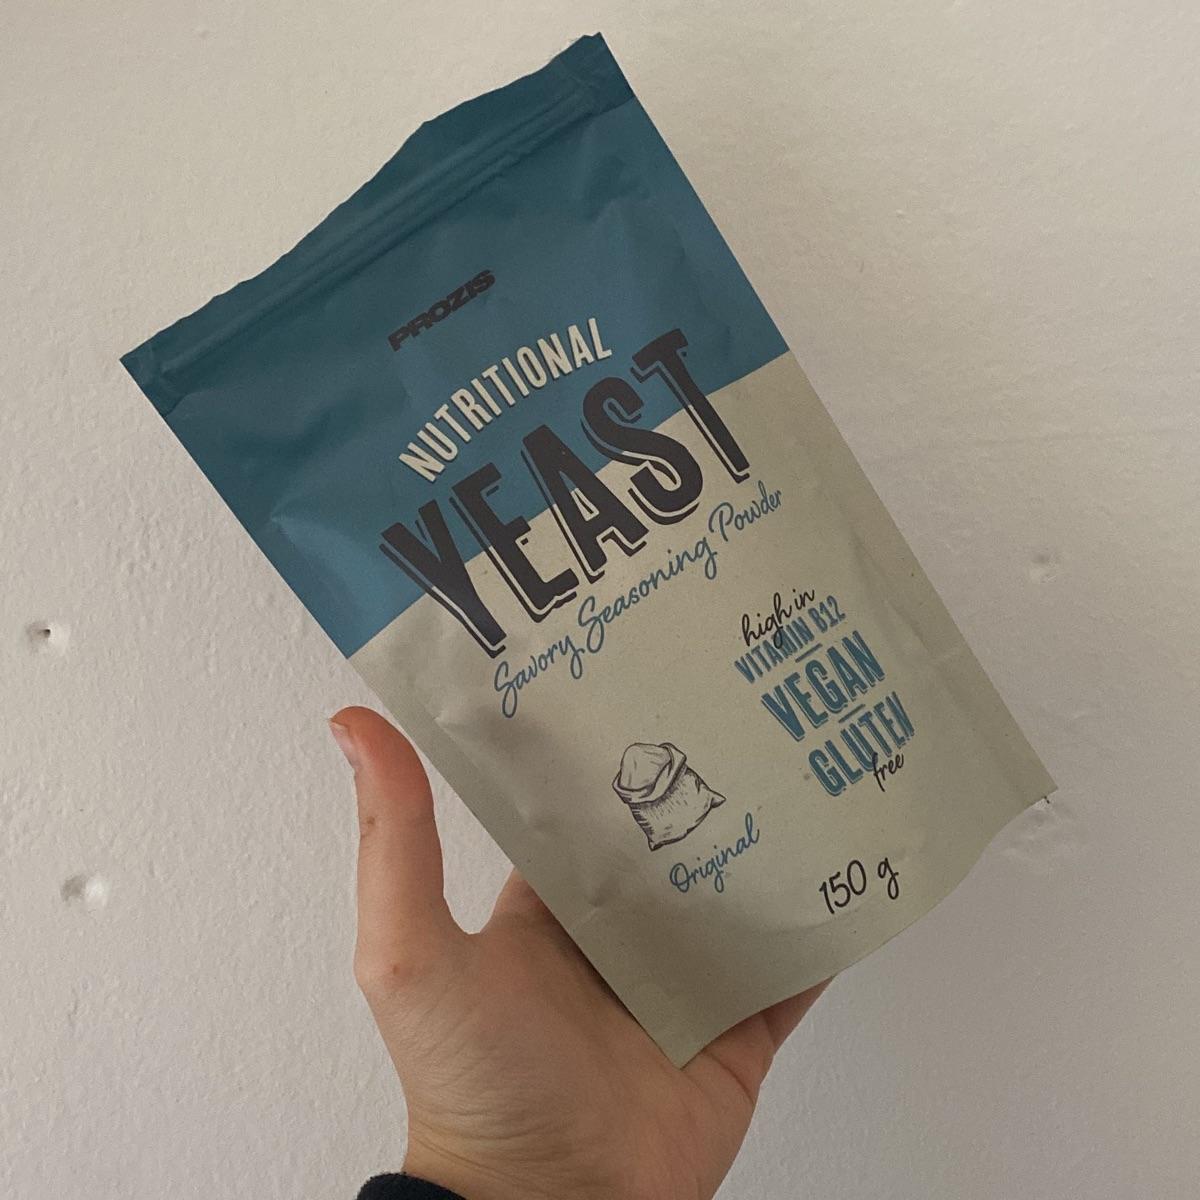 PROZIS
NUTRITIONAL
YEAST
Savory Seasoning Powder
high in
VITAMIN B12
VEGAN
GLUTEN
free
Original
150 g